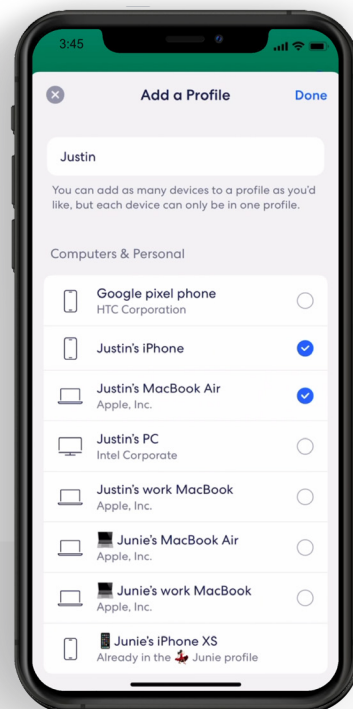 3:45
Add a Profile
Done
Justin
You can add as many devices to a profile as you'd
like, but each device can only be in one profile.
Computers & Personal
Google pixel phone
HTC Corporation
Justin's iPhone
Justin's MacBook Air
Apple, Inc.
Justin's PC
Intel Corporate
Justin's work MacBook
Apple, Inc.
💻 Junie's MacBook Air
Apple, Inc.
💻 Junie's work MacBook
Apple, Inc.
📱 Junie's iPhone XS
Already in the 💃 Junie profile